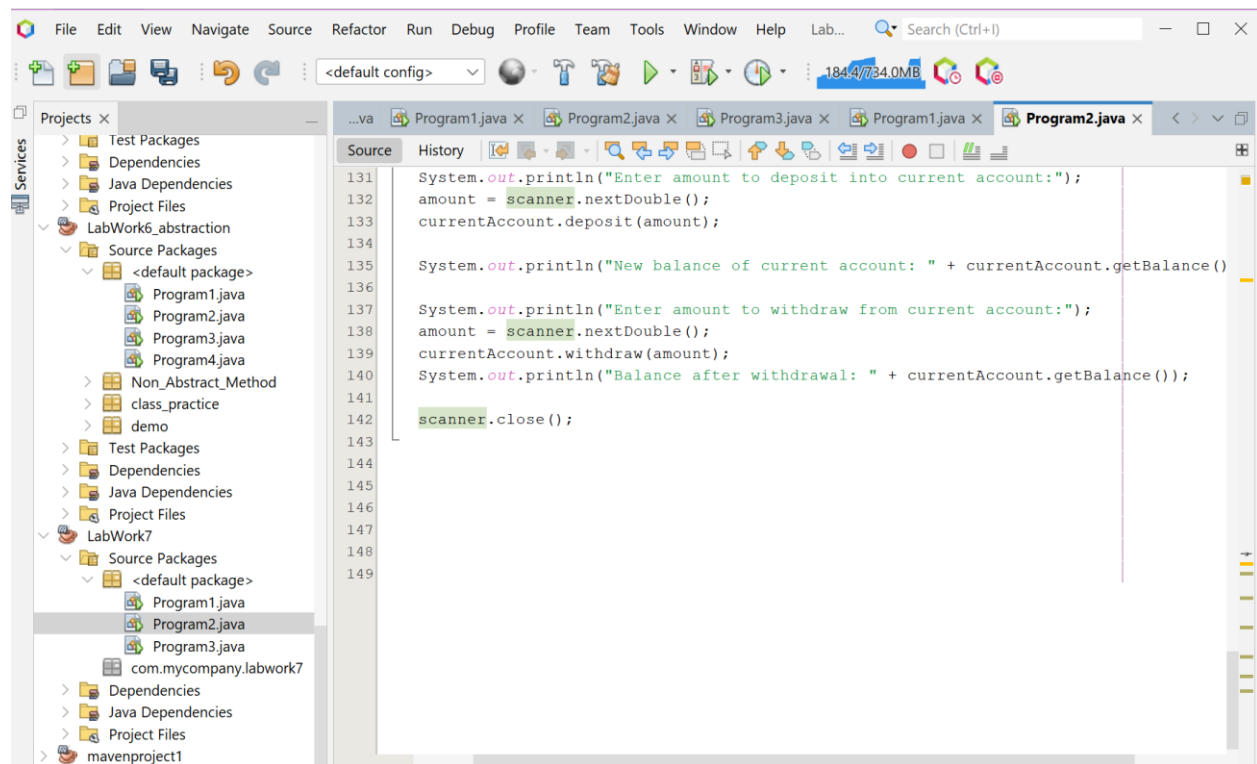 File Edit View Navigate Source Refactor Run Debug Profile Team Tools Window Help Lab... Search (Ctrl+I)
<default config> 184.4/734.0MB
Projects
...va Program1.java Program2.java Program3.java Program1.java Program2.java
Services
Source History
Test Packages
Dependencies
Java Dependencies
Project Files
LabWork6_abstraction
Source Packages
<default package>
Program1.java
Program2.java
Program3.java
Program4.java
Non_Abstract_Method
class_practice
demo
Test Packages
Dependencies
Java Dependencies
Project Files
LabWork7
Source Packages
<default package>
Program1.java
Program2.java
Program3.java
com.mycompany.labwork7
Dependencies
Java Dependencies
Project Files
mavenproject1
131 System.out.println("Enter amount to deposit into current account:");
132 amount = scanner.nextDouble();
133 currentAccount.deposit(amount);
134
135 System.out.println("New balance of current account: " + currentAccount.getBalance()
136
137 System.out.println("Enter amount to withdraw from current account:");
138 amount = scanner.nextDouble();
139 currentAccount.withdraw(amount);
140 System.out.println("Balance after withdrawal: " + currentAccount.getBalance());
141
142 scanner.close();
143
144
145
146
147
148
149